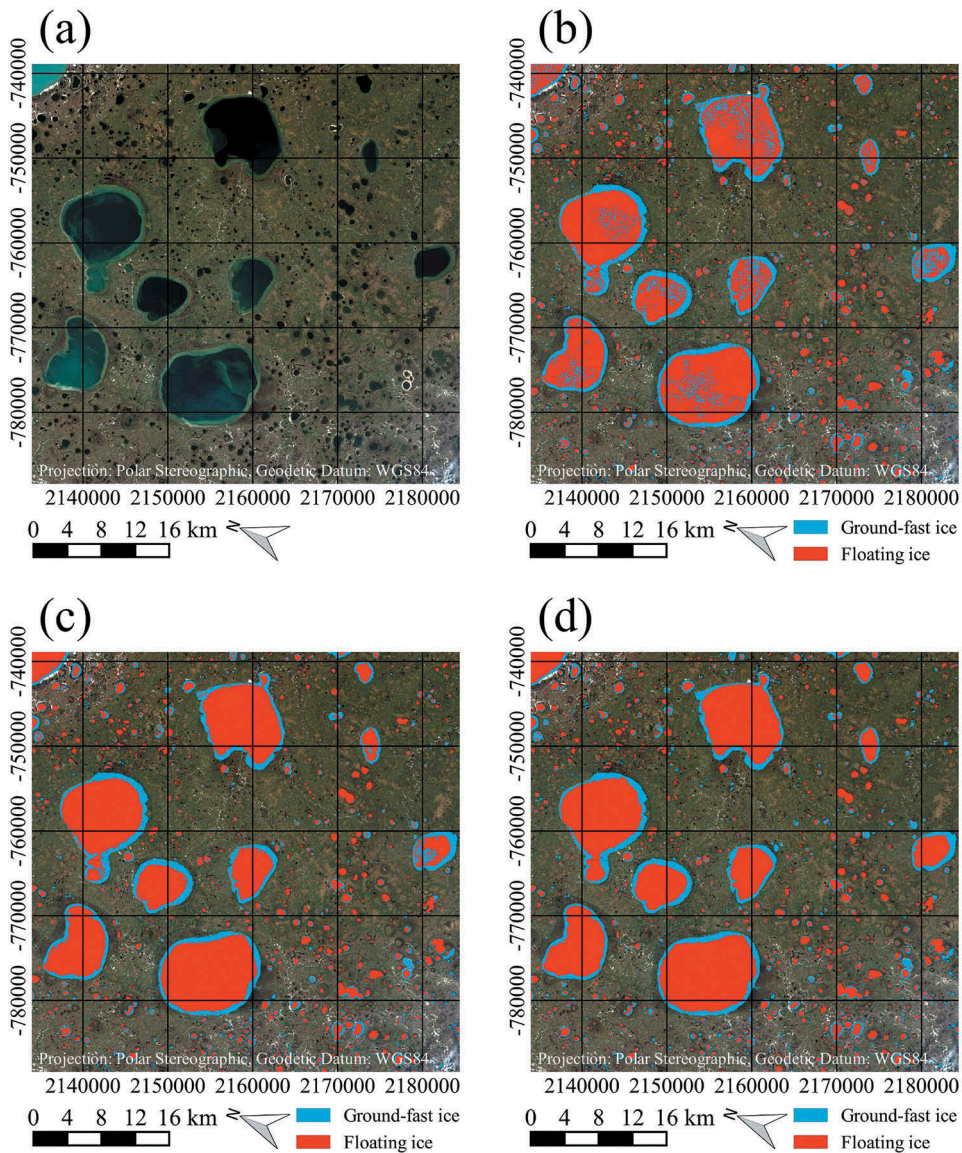 (a)
-740000
-750000
-7600000
-770000
-780000
Projection: Polar Stereographic, Geodetic Datum: WGS84
2140000 2150000 2160000 2170000 2180000
0 4 8 12 16 km N
(b)
-740000
-750000
-7600000
-770000
-780000
Projection: Polar Stereographic, Geodetic Datum: WGS84
2140000 2150000 2160000 2170000 2180000
0 4 8 12 16 km N
Ground-fast ice
Floating ice
(c)
-740000
-750000
-7600000
-770000
-780000
Projection: Polar Stereographic, Geodetic Datum: WGS84
2140000 2150000 2160000 2170000 2180000
0 4 8 12 16 km N
Ground-fast ice
Floating ice
(d)
-740000
-750000
-7600000
-770000
-780000
Projection: Polar Stereographic, Geodetic Datum: WGS84
2140000 2150000 2160000 2170000 2180000
0 4 8 12 16 km N
Ground-fast ice
Floating ice